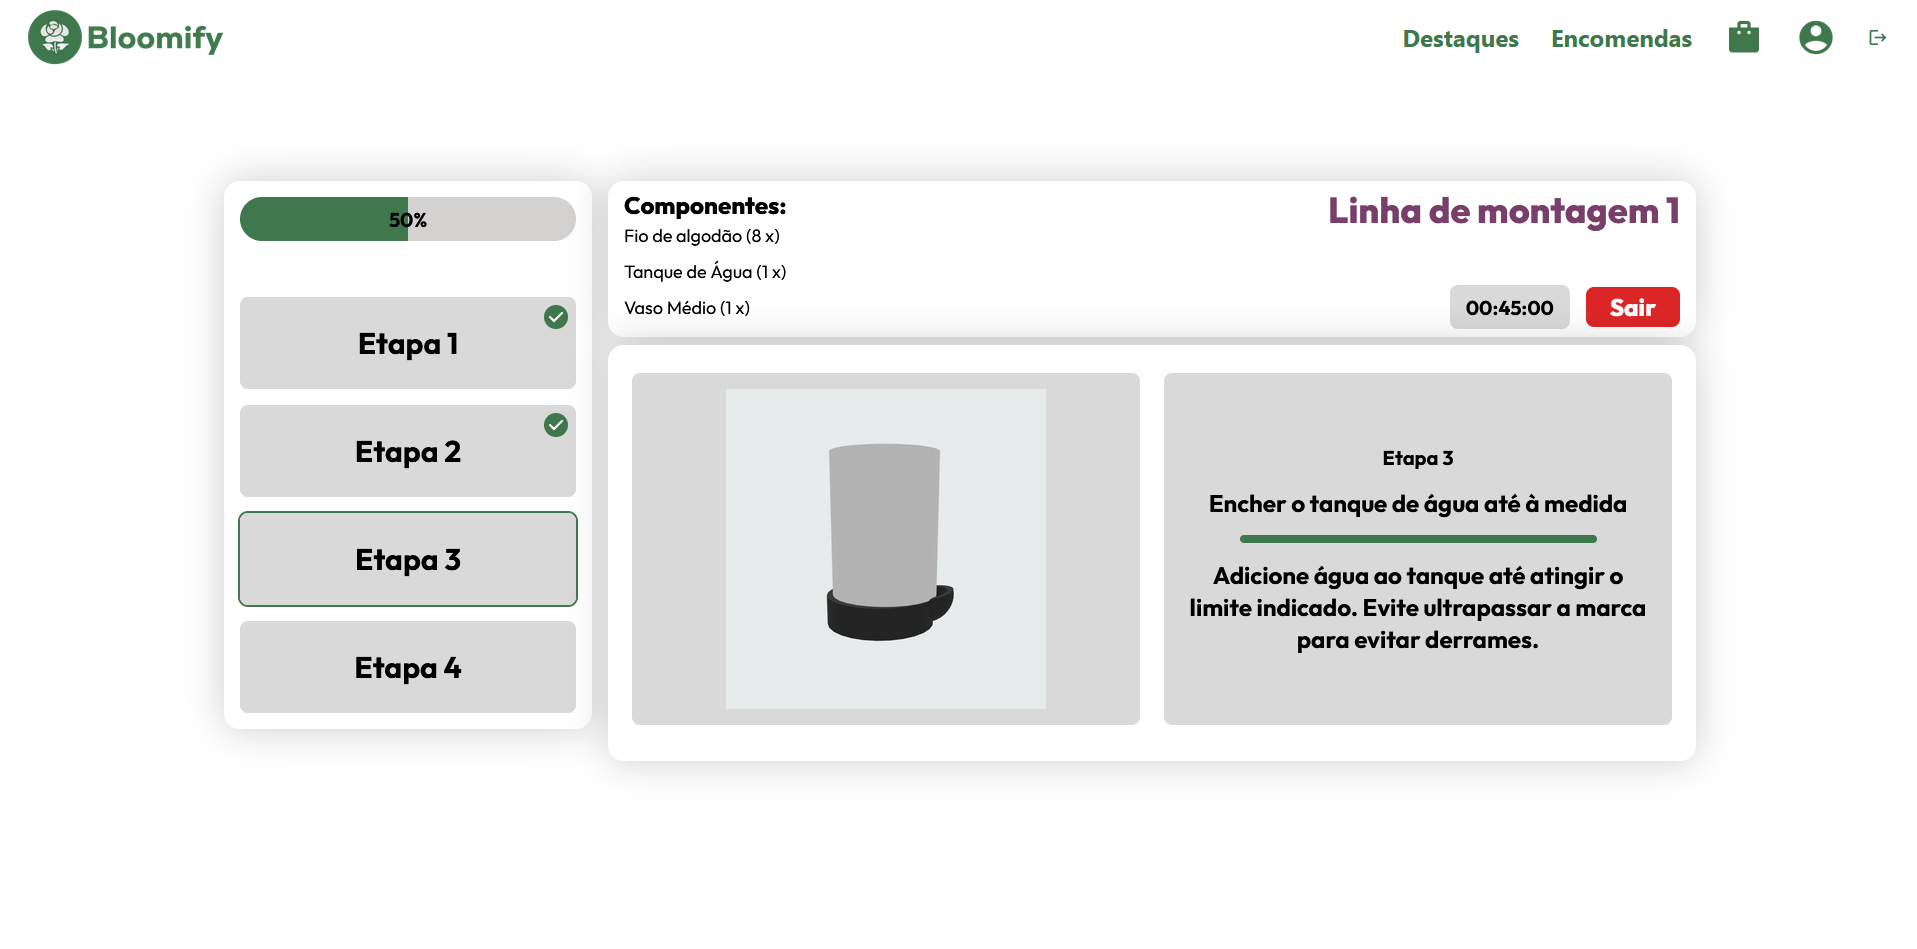 Bloomify
Destaques
Encomendas
50%
Etapa 1
Etapa 2
Etapa 3
Etapa 4
Componentes:
Fio de algodão (8 x)
Tanque de Água (1 x)
Vaso Médio (1 x)
Linha de montagem 1
00:45:00
Sair
Etapa 3
Encher o tanque de água até à medida
Adicione água ao tanque até atingir o
limite indicado. Evite ultrapassar a marca
para evitar derrames.